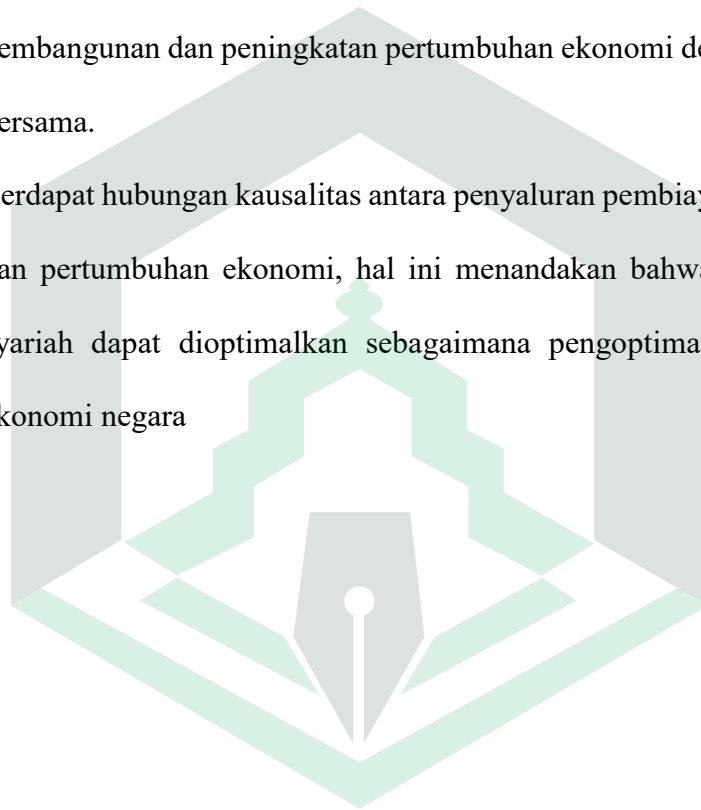 embangunan dan peningkatan pertumbuhan ekonomi de
ersama.
erdapat hubungan kausalitas antara penyaluran pembiay
an pertumbuhan ekonomi, hal ini menandakan bahwa
yariah dapat dioptimalkan sebagaimana pengoptima
konomi negara